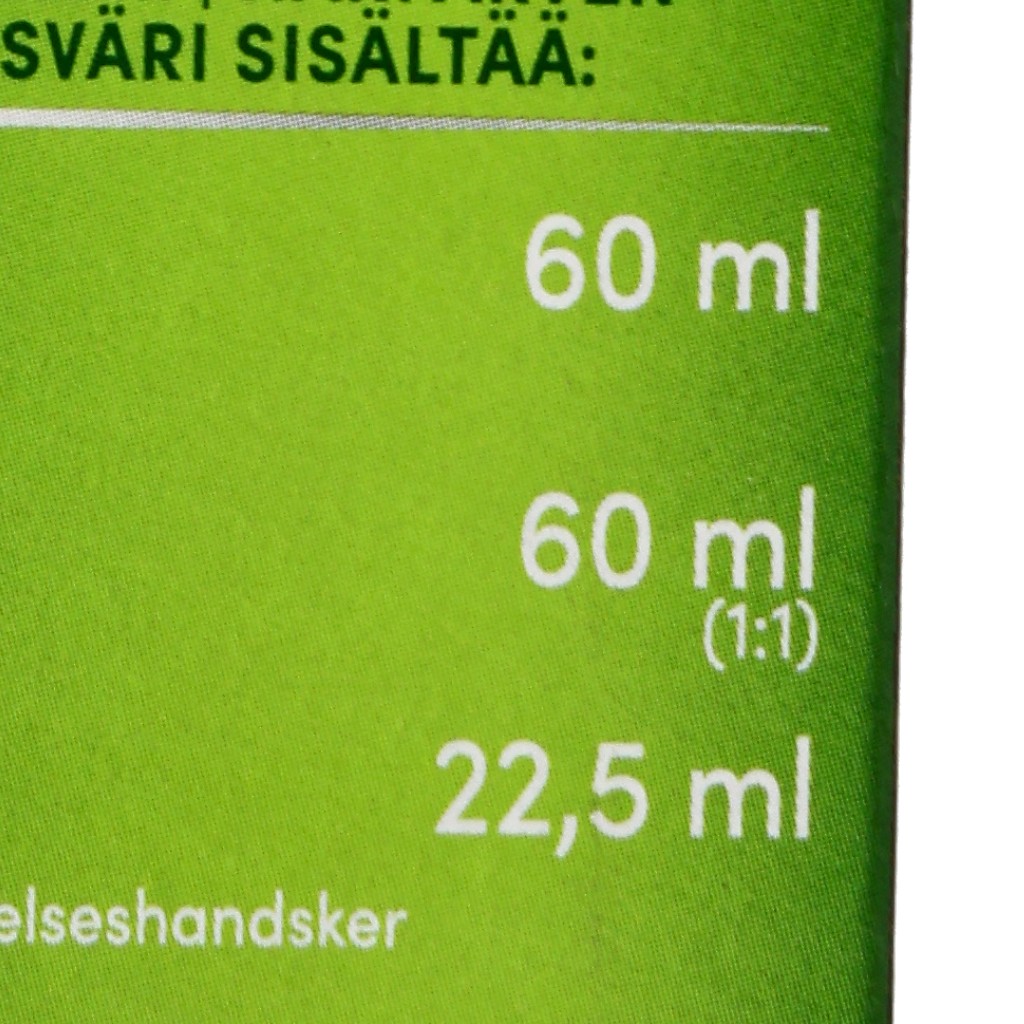 SVÄRI SISÄLTÄÄ:
60 ml
60 ml
(1:1)
22,5 ml
elseshandsker